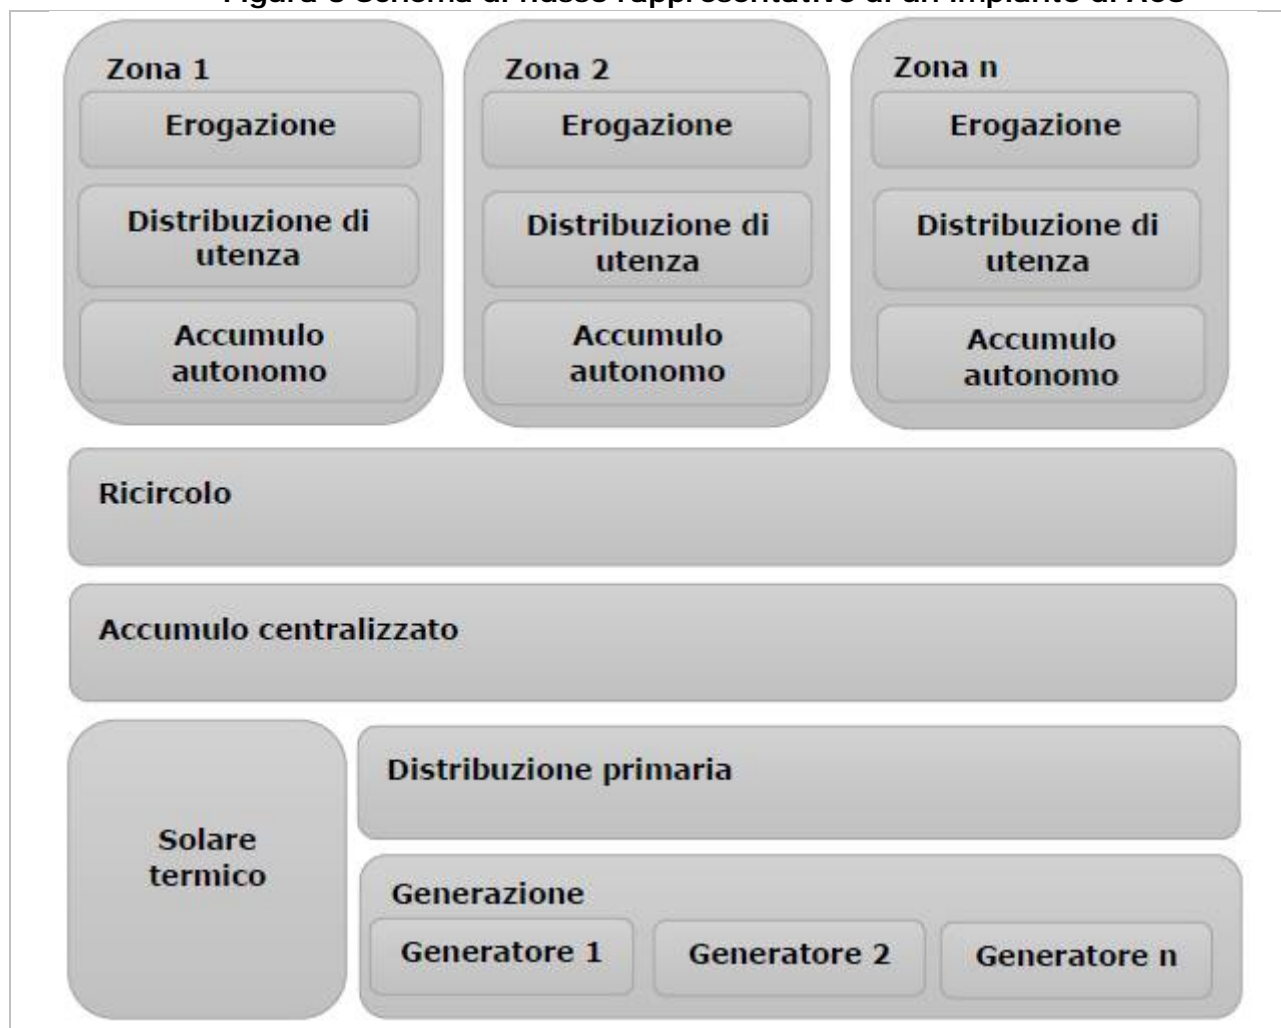 Zona 1
Erogazione
Distribuzione di
utenza
Accumulo
autonomo
Zona 2
Erogazione
Distribuzione di
utenza
Accumulo
autonomo
Zona n
Erogazione
Distribuzione di
utenza
Accumulo
autonomo
Ricircolo
Accumulo centralizzato
Solare
termico
Distribuzione primaria
Generazione
Generatore 1
Generatore 2
Generatore n